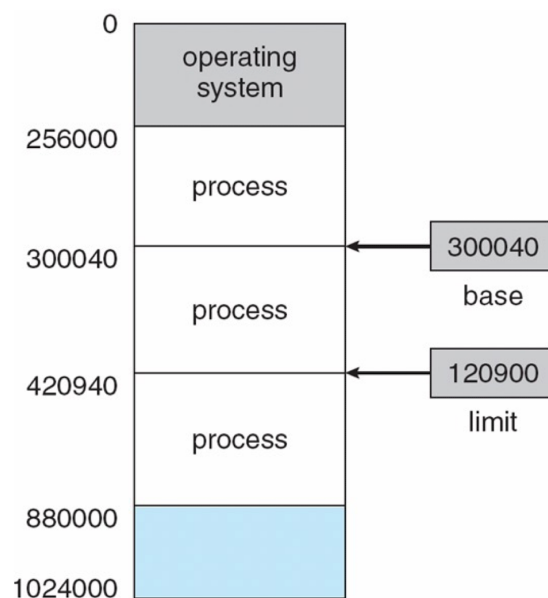 0
operating
system
256000
process
300040
300040
base
process
120900
420940
limit
process
880000
1024000